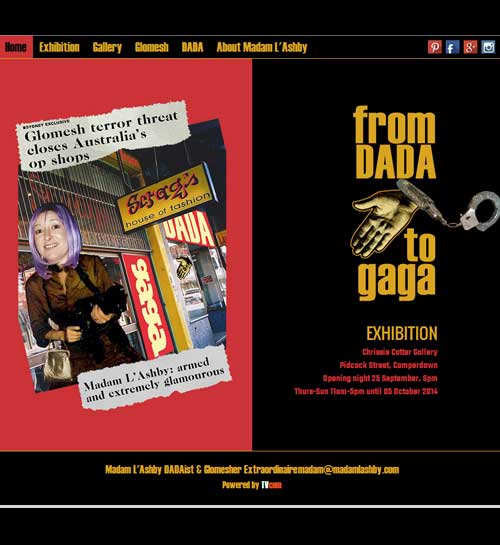 Home Exhibition Gallery Glomesh DADA About Madam L'Ashby
SYDNEY EXCLUSIVE
Glomesh terror threat
closes Australia's
op shops
Scragg's
house of fashion
DADA
gaga
Madam L'Ashby: armed
and extremely glamourous
from
DADA
to
gaga
EXHIBITION
Chrissie Cotter Gallery
Pidcock Street, Camperdown
Opening night 25 September, 6pm
Thurs-Sun 11am-5pm until 05 October 2014
Madam L'Ashby DADAist & Glomesher Extraordinairemadam@madamlashby.com
Powered by TVcom